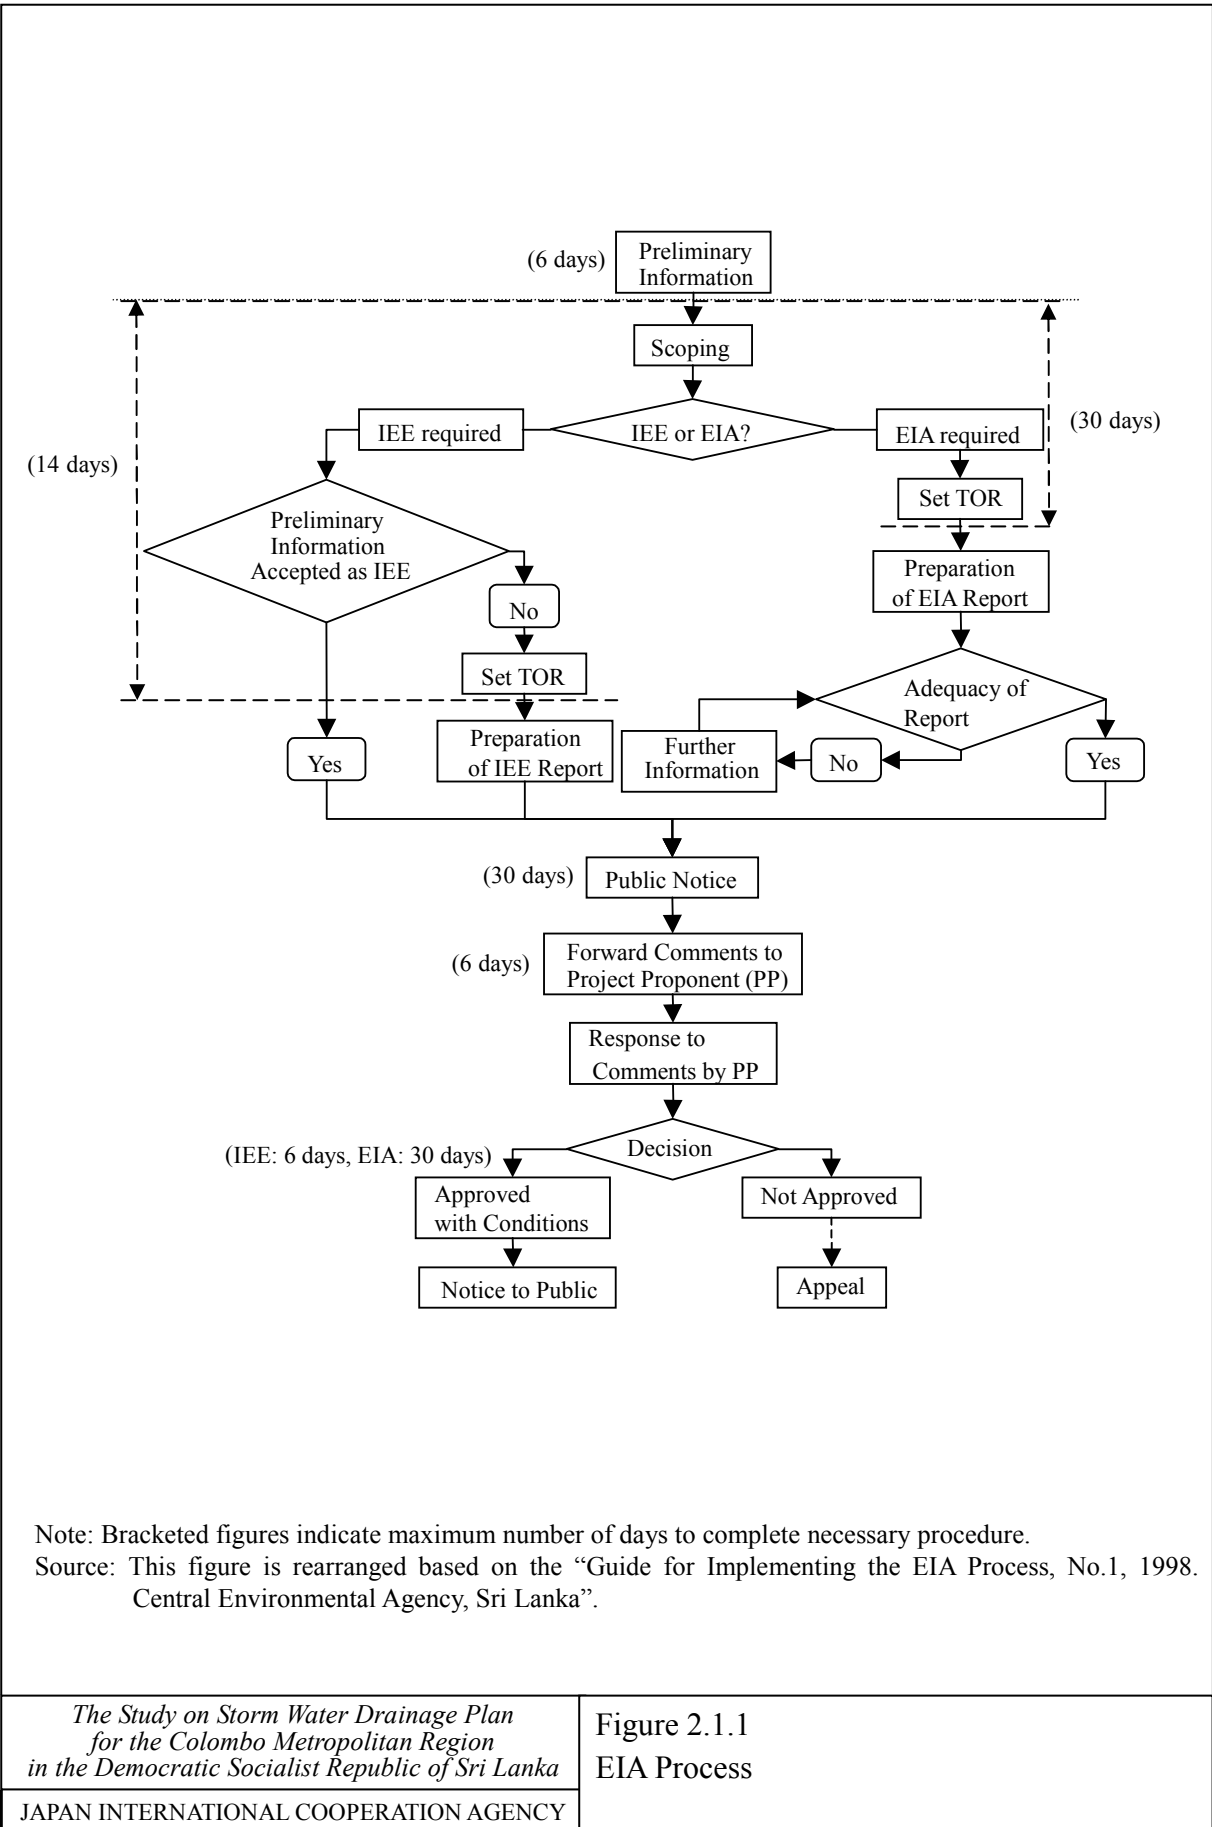 (6 days)
Preliminary
Information
Scoping
IEE required
IEE or EIA?
EIA required
(30 days)
(14 days)
Set TOR
Preliminary
Information
Accepted as IEE
No
Set TOR
Preparation
of EIA Report
Adequacy of
Report
Yes
Preparation
of IEE Report
Further
Information
No
Yes
(30 days)
Public Notice
(6 days)
Forward Comments to
Project Proponent (PP)
Response to
Comments by PP
Decision
(IEE: 6 days, EIA: 30 days)
Approved
with Conditions
Not Approved
Notice to Public
Appeal
Note: Bracketed figures indicate maximum number of days to complete necessary procedure.
Source: This figure is rearranged based on the “Guide for Implementing the EIA Process, No.1, 1998.
Central Environmental Agency, Sri Lanka”.
The Study on Storm Water Drainage Plan
for the Colombo Metropolitan Region
in the Democratic Socialist Republic of Sri Lanka
JAPAN INTERNATIONAL COOPERATION AGENCY
Figure 2.1.1
EIA Process